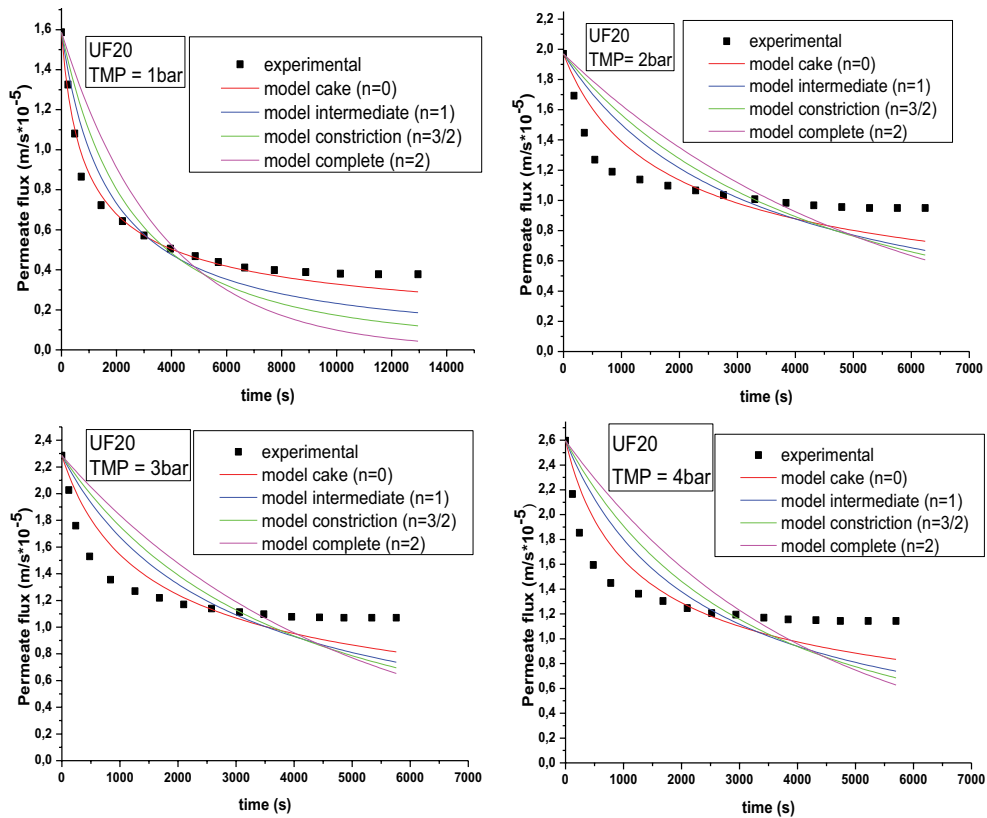 UF20
TMP = 1bar
experimental
model cake (n=0)
model intermediate (n=1)
model constriction (n=3/2)
model complete (n=2)
Permeate flux (m/s*10^-5)
1,6
1,4
1,2
1,0
0,8
0,6
0,4
0,2
0,0
0 2000 4000 6000 8000 10000 12000 14000
time (s)
UF20
TMP= 2bar
experimental
model cake (n=0)
model intermediate (n=1)
model constriction (n=3/2)
model complete (n=2)
Permeate flux (m/s*10^-5)
2,2
2,0
1,8
1,6
1,4
1,2
1,0
0,8
0,6
0,4
0,2
0,0
0 1000 2000 3000 4000 5000 6000 7000
time (s)
UF20
TMP = 3bar
experimental
model cake (n=0)
model intermediate (n=1)
model constriction (n=3/2)
model complete (n=2)
Permeate flux (m/s*10^-5)
2,4
2,2
2,0
1,8
1,6
1,4
1,2
1,0
0,8
0,6
0,4
0,2
0,0
0 1000 2000 3000 4000 5000 6000 7000
time (s)
UF20
TMP = 4bar
experimental
model cake (n=0)
model intermediate (n=1)
model constriction (n=3/2)
model complete (n=2)
Permeate flux (m/s*10^-5)
2,6
2,4
2,2
2,0
1,8
1,6
1,4
1,2
1,0
0,8
0,6
0,4
0,2
0,0
0 1000 2000 3000 4000 5000 6000 7000
time (s)